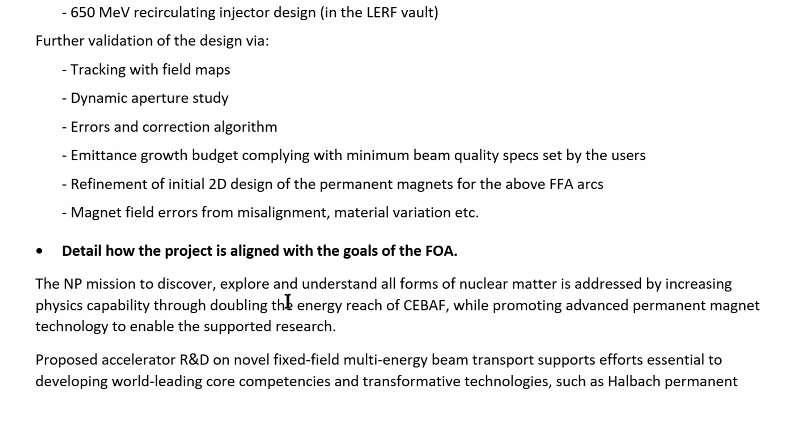 - 650 MeV recirculating injector design (in the LERF vault)
Further validation of the design via:
- Tracking with field maps
- Dynamic aperture study
- Errors and correction algorithm
- Emittance growth budget complying with minimum beam quality specs set by the users
- Refinement of initial 2D design of the permanent magnets for the above FFA arcs
- Magnet field errors from misalignment, material variation etc.
• Detail how the project is aligned with the goals of the FOA.
The NP mission to discover, explore and understand all forms of nuclear matter is addressed by increasing
physics capability through doubling the energy reach of CEBAF, while promoting advanced permanent magnet
technology to enable the supported research.
Proposed accelerator R&D on novel fixed-field multi-energy beam transport supports efforts essential to
developing world-leading core competencies and transformative technologies, such as Halbach permanent